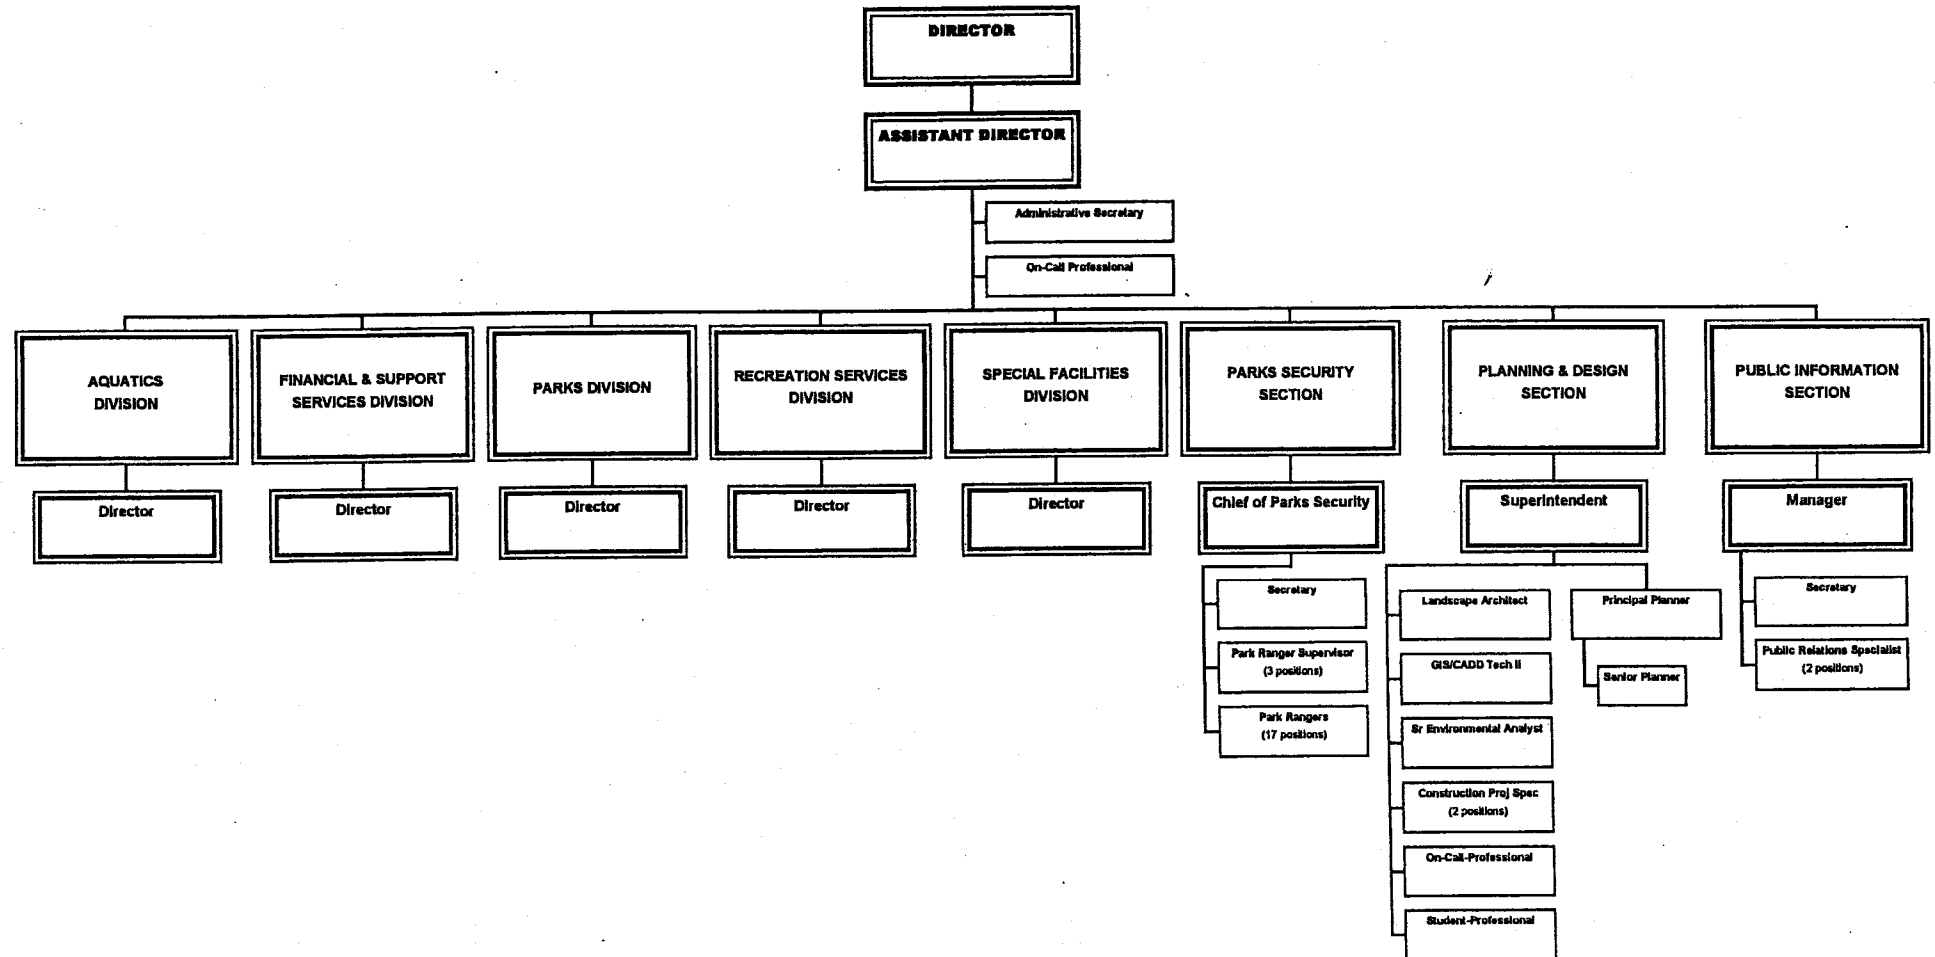 DIRECTOR
ASSISTANT DIRECTOR
Administrative Secretary
On-Call Professional
AQUATICS
DIVISION
FINANCIAL & SUPPORT
SERVICES DIVISION
PARKS DIVISION
RECREATION SERVICES
DIVISION
SPECIAL FACILITIES
DIVISION
PARKS SECURITY
SECTION
PLANNING & DESIGN
SECTION
PUBLIC INFORMATION
SECTION
Director
Director
Director
Director
Director
Chief of Parks Security
Superintendent
Manager
Secretary
Park Ranger Supervisor
(3 positions)
Park Rangers
(17 positions)
Landscape Architect
GIS/CADD Tech II
Sr Environmental Analyst
Construction Proj Spec
(2 positions)
On-Call-Professional
Student-Professional
Principal Planner
Senior Planner
Secretary
Public Relations Specialist
(2 positions)